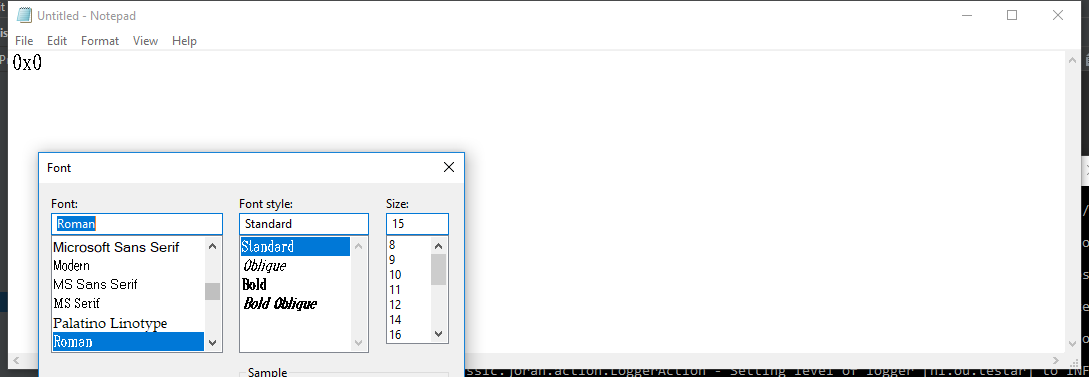 Untitled - Notepad
File Edit Format View Help
0x0
Font
Font: Font style: Size:
Roman Standard 15
Microsoft Sans Serif
Modern
MS Sans Serif
MS Serif
Palatino Linotype
Roman
Standard
Oblique
Bold
Bold Oblique
8
9
10
11
12
14
16
Sample
ssic.joran.action.LoggerAction - Setting level of logger [nl.ou.testar] to INF